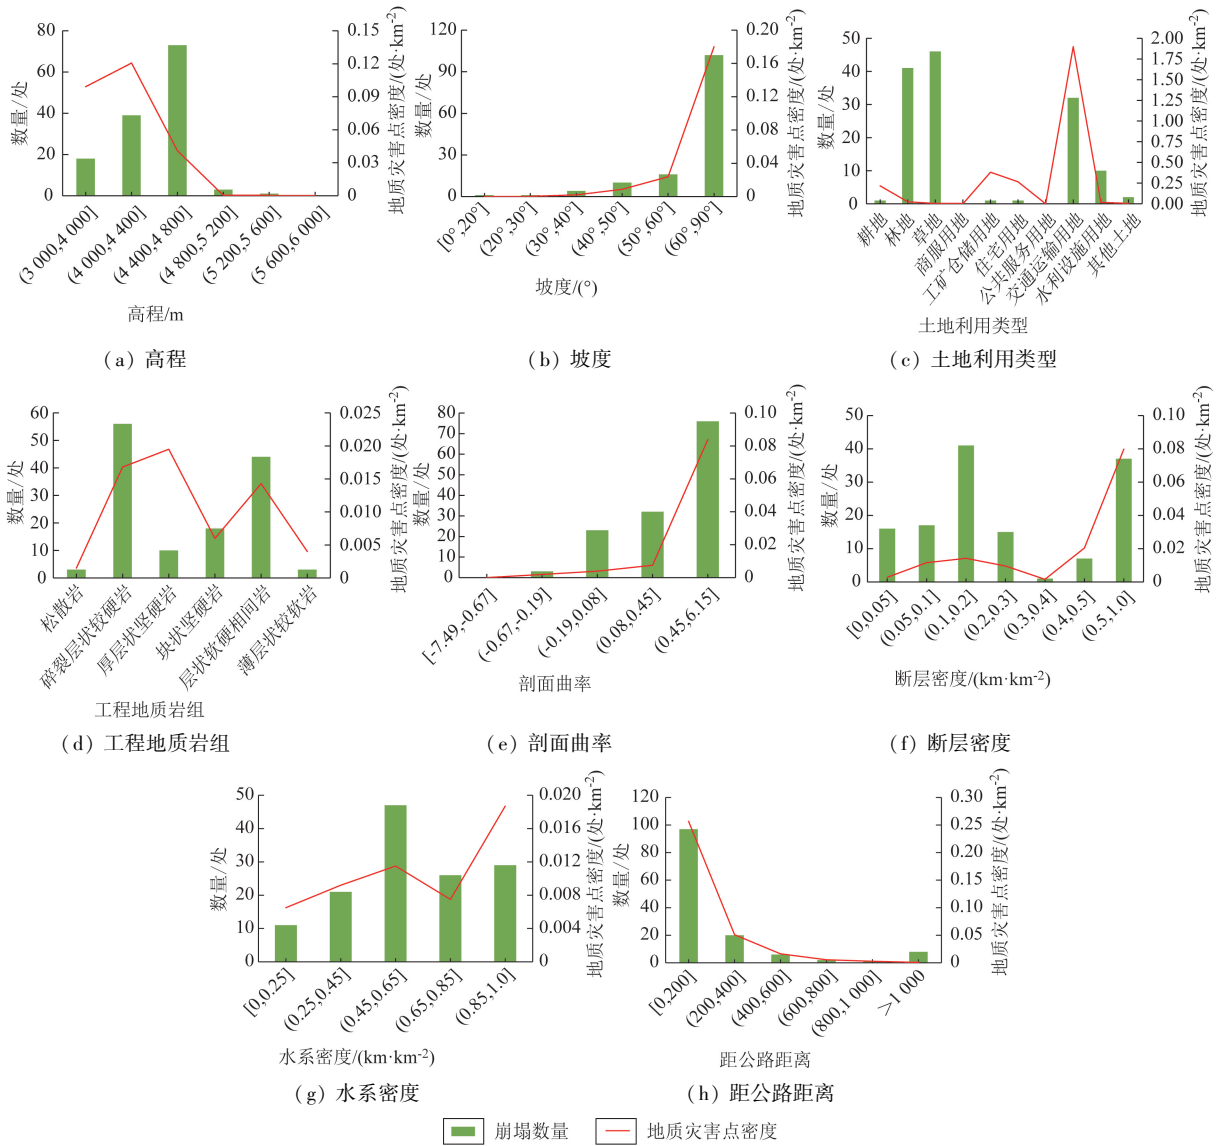 80
60
40
20
0
数量/处
0.15
0.12
0.09
0.06
0.03
0
地质灾害点密度/(处·km-2)
(3 000,4 000]
(4 000,4 400]
(4 400,4 800]
(4 800,5 200]
(5 200,5 600]
(5 600,6 000]
高程/m
(a) 高程
120
90
60
30
0
数量/处
0.20
0.16
0.12
0.08
0.04
0
地质灾害点密度/(处·km-2)
[0°,20°]
(20°,30°]
(30°,40°]
(40°,50°]
(50°,60°]
(60°,90°]
坡度/(°)
(b) 坡度
50
40
30
20
10
0
数量/处
2.00
1.75
1.50
1.25
1.00
0.75
0.50
0.25
0.00
地质灾害点密度/(处·km-2)
耕地
林地
草地
商服用地
工矿仓储用地
住宅用地
公共服务用地
交通运输用地
水利设施用地
其他土地
土地利用类型
(c) 土地利用类型
60
50
40
30
20
10
0
数量/处
0.025
0.020
0.015
0.010
0.005
0
地质灾害点密度/(处·km-2)
松散岩
碎裂层状较硬岩
厚层状坚硬岩
块状坚硬岩
层状软硬相间岩
薄层状较软岩
工程地质岩组
(d) 工程地质岩组
80
70
60
50
40
30
20
10
0
数量/处
0.10
0.08
0.06
0.04
0.02
0
地质灾害点密度/(处·km-2)
[-7.49,-0.67]
(-0.67,-0.19]
(-0.19,0.08]
(0.08,0.45]
(0.45,6.15]
剖面曲率
(e) 剖面曲率
50
40
30
20
10
0
数量/处
0.10
0.08
0.06
0.04
0.02
0
地质灾害点密度/(处·km-2)
[0,0.05]
(0.05,0.1]
(0.1,0.2]
(0.2,0.3]
(0.3,0.4]
(0.4,0.5]
(0.5,1.0]
断层密度/(km·km-2)
(f) 断层密度
50
40
30
20
10
0
数量/处
0.020
0.016
0.012
0.008
0.004
0
地质灾害点密度/(处·km-2)
[0,0.25]
(0.25,0.45]
(0.45,0.65]
(0.65,0.85]
(0.85,1.0]
水系密度/(km·km-2)
(g) 水系密度
120
100
80
60
40
20
0
数量/处
0.30
0.25
0.20
0.15
0.10
0.05
0
地质灾害点密度/(处·km-2)
[0,200]
(200,400]
(400,600]
(600,800]
(800,1 000]
＞1 000
距公路距离
(h) 距公路距离
崩塌数量
地质灾害点密度